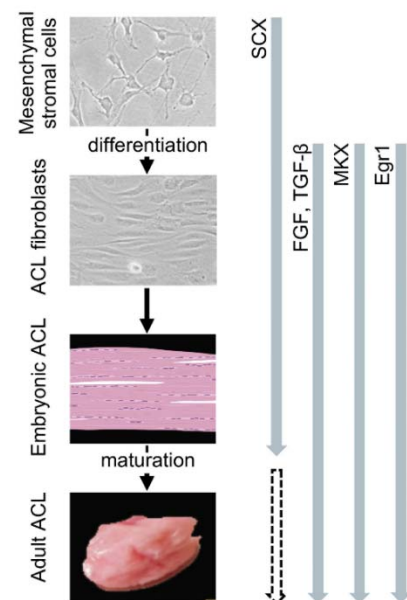 Mesenchymal
stromal cells
SCX
differentiation
FGF, TGF-β
MKX
Egr1
ACL fibroblasts
Embryonic ACL
maturation
Adult ACL